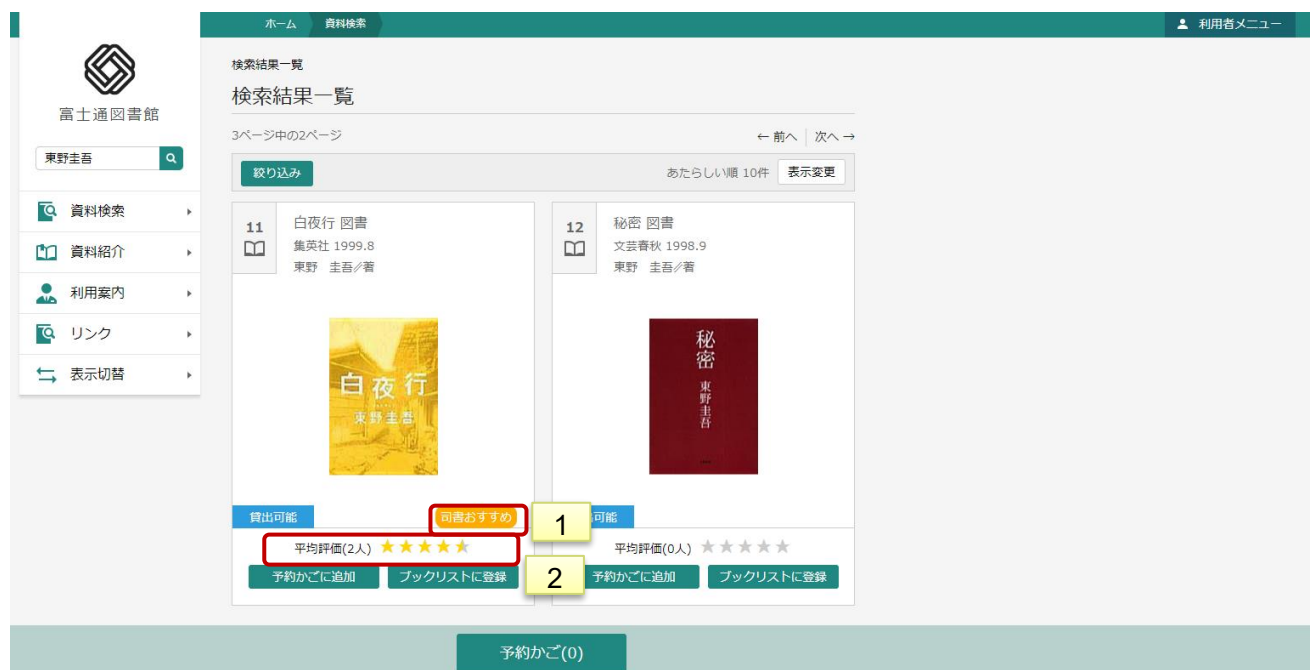 ホーム 資料検索 利用者メニュー
富士通図書館
東野圭吾
資料検索
資料紹介
利用案内
リンク
表示切替
検索結果一覧
検索結果一覧
3ページ中の2ページ ← 前へ 次へ →
絞り込み あたらしい順 10件 表示変更
11
白夜行 図書
集英社 1999.8
東野 圭吾/著
白夜行
東野圭吾
貸出可能 司書おすすめ
1
平均評価(2人)
予約かごに追加 ブックリストに登録
2
12
秘密 図書
文芸春秋 1998.9
東野 圭吾/著
秘密
東野圭吾
可能
平均評価(0人)
予約かごに追加 ブックリストに登録
予約かご(0)